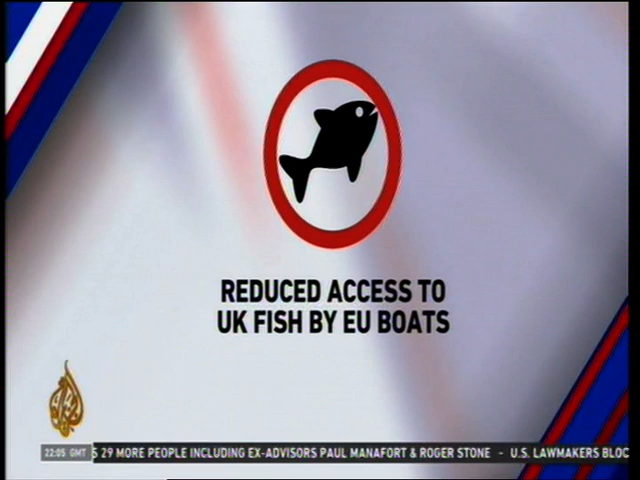 REDUCED ACCESS TO
UK FISH BY EU BOATS
22:05 GMT
29 MORE PEOPLE INCLUDING EX-ADVISORS PAUL MANAFORT & ROGER STONE - U.S. LAWMAKERS